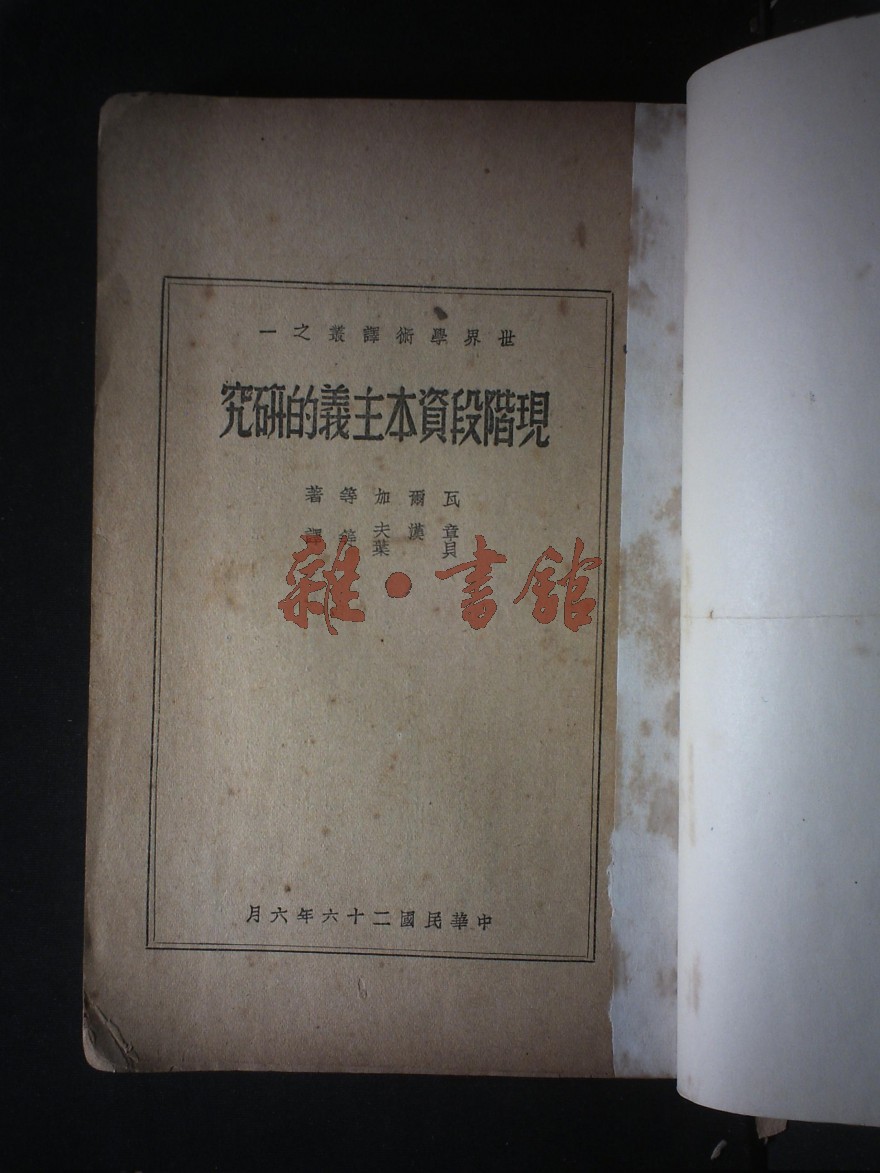 世界學術譯叢之一
現階段資本主義的研究
瓦爾加等著
章漢夫等譯
貝葉
雜·書館
中華民國二十六年六月